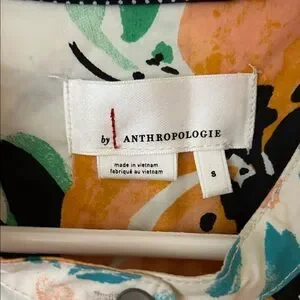 by ANTHROPOLOGIE
made in vietnam
fabriqué au vietnam
S